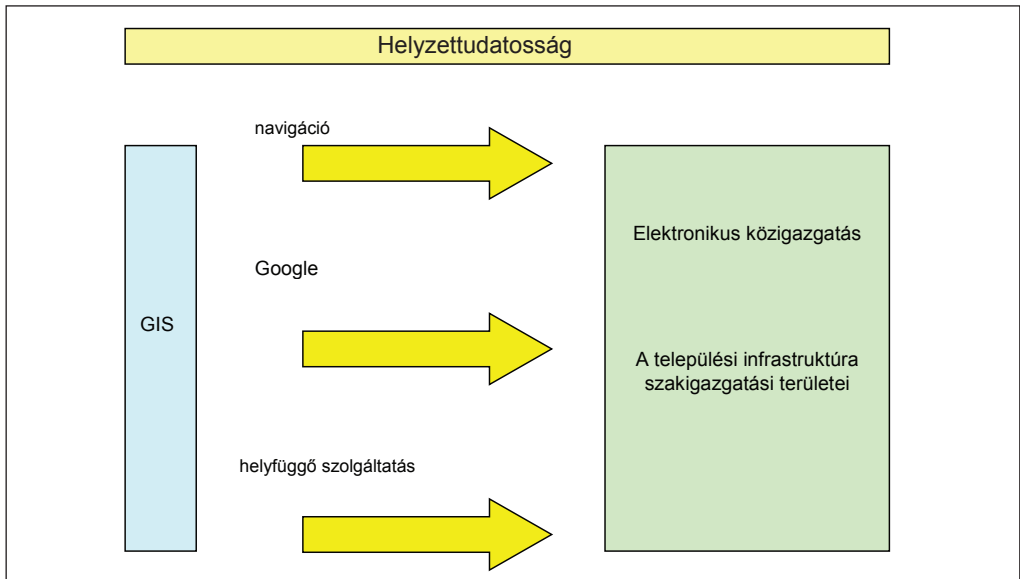 Helyzettudatosság
navigáció
Google
GIS
helyfüggő szolgáltatás
Elektronikus közigazgatás
A települési infrastruktúra
szakigazgatási területei